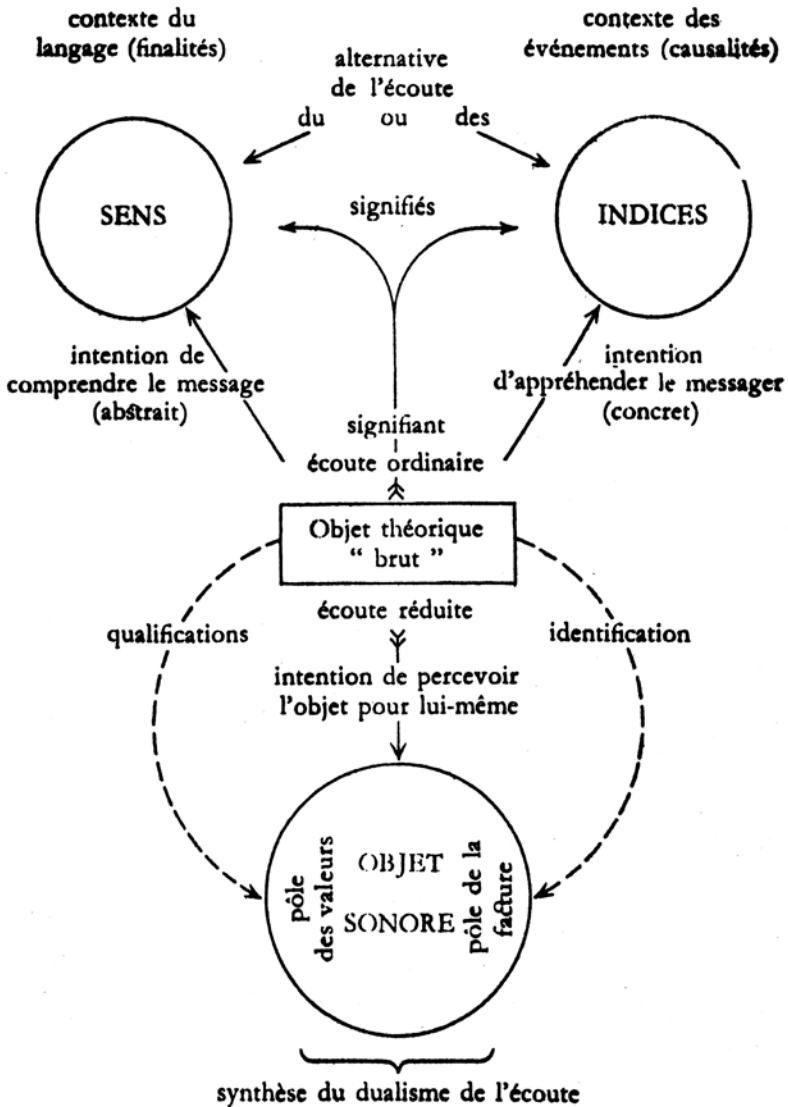 contexte du
langage (finalités)
contexte des
événements (causalités)
alternative
de l'écoute
du ou des
SENS
signifiés
INDICES
intention de
comprendre le message
(abstrait)
intention
d'appréhender le messager
(concret)
signifiant
écoute ordinaire
Objet théorique
“ brut ”
écoute réduite
qualifications
identification
intention de percevoir
l'objet pour lui-même
pôle
des valeurs
OBJET
SONORE
pôle de la
facture
synthèse du dualisme de l'écoute